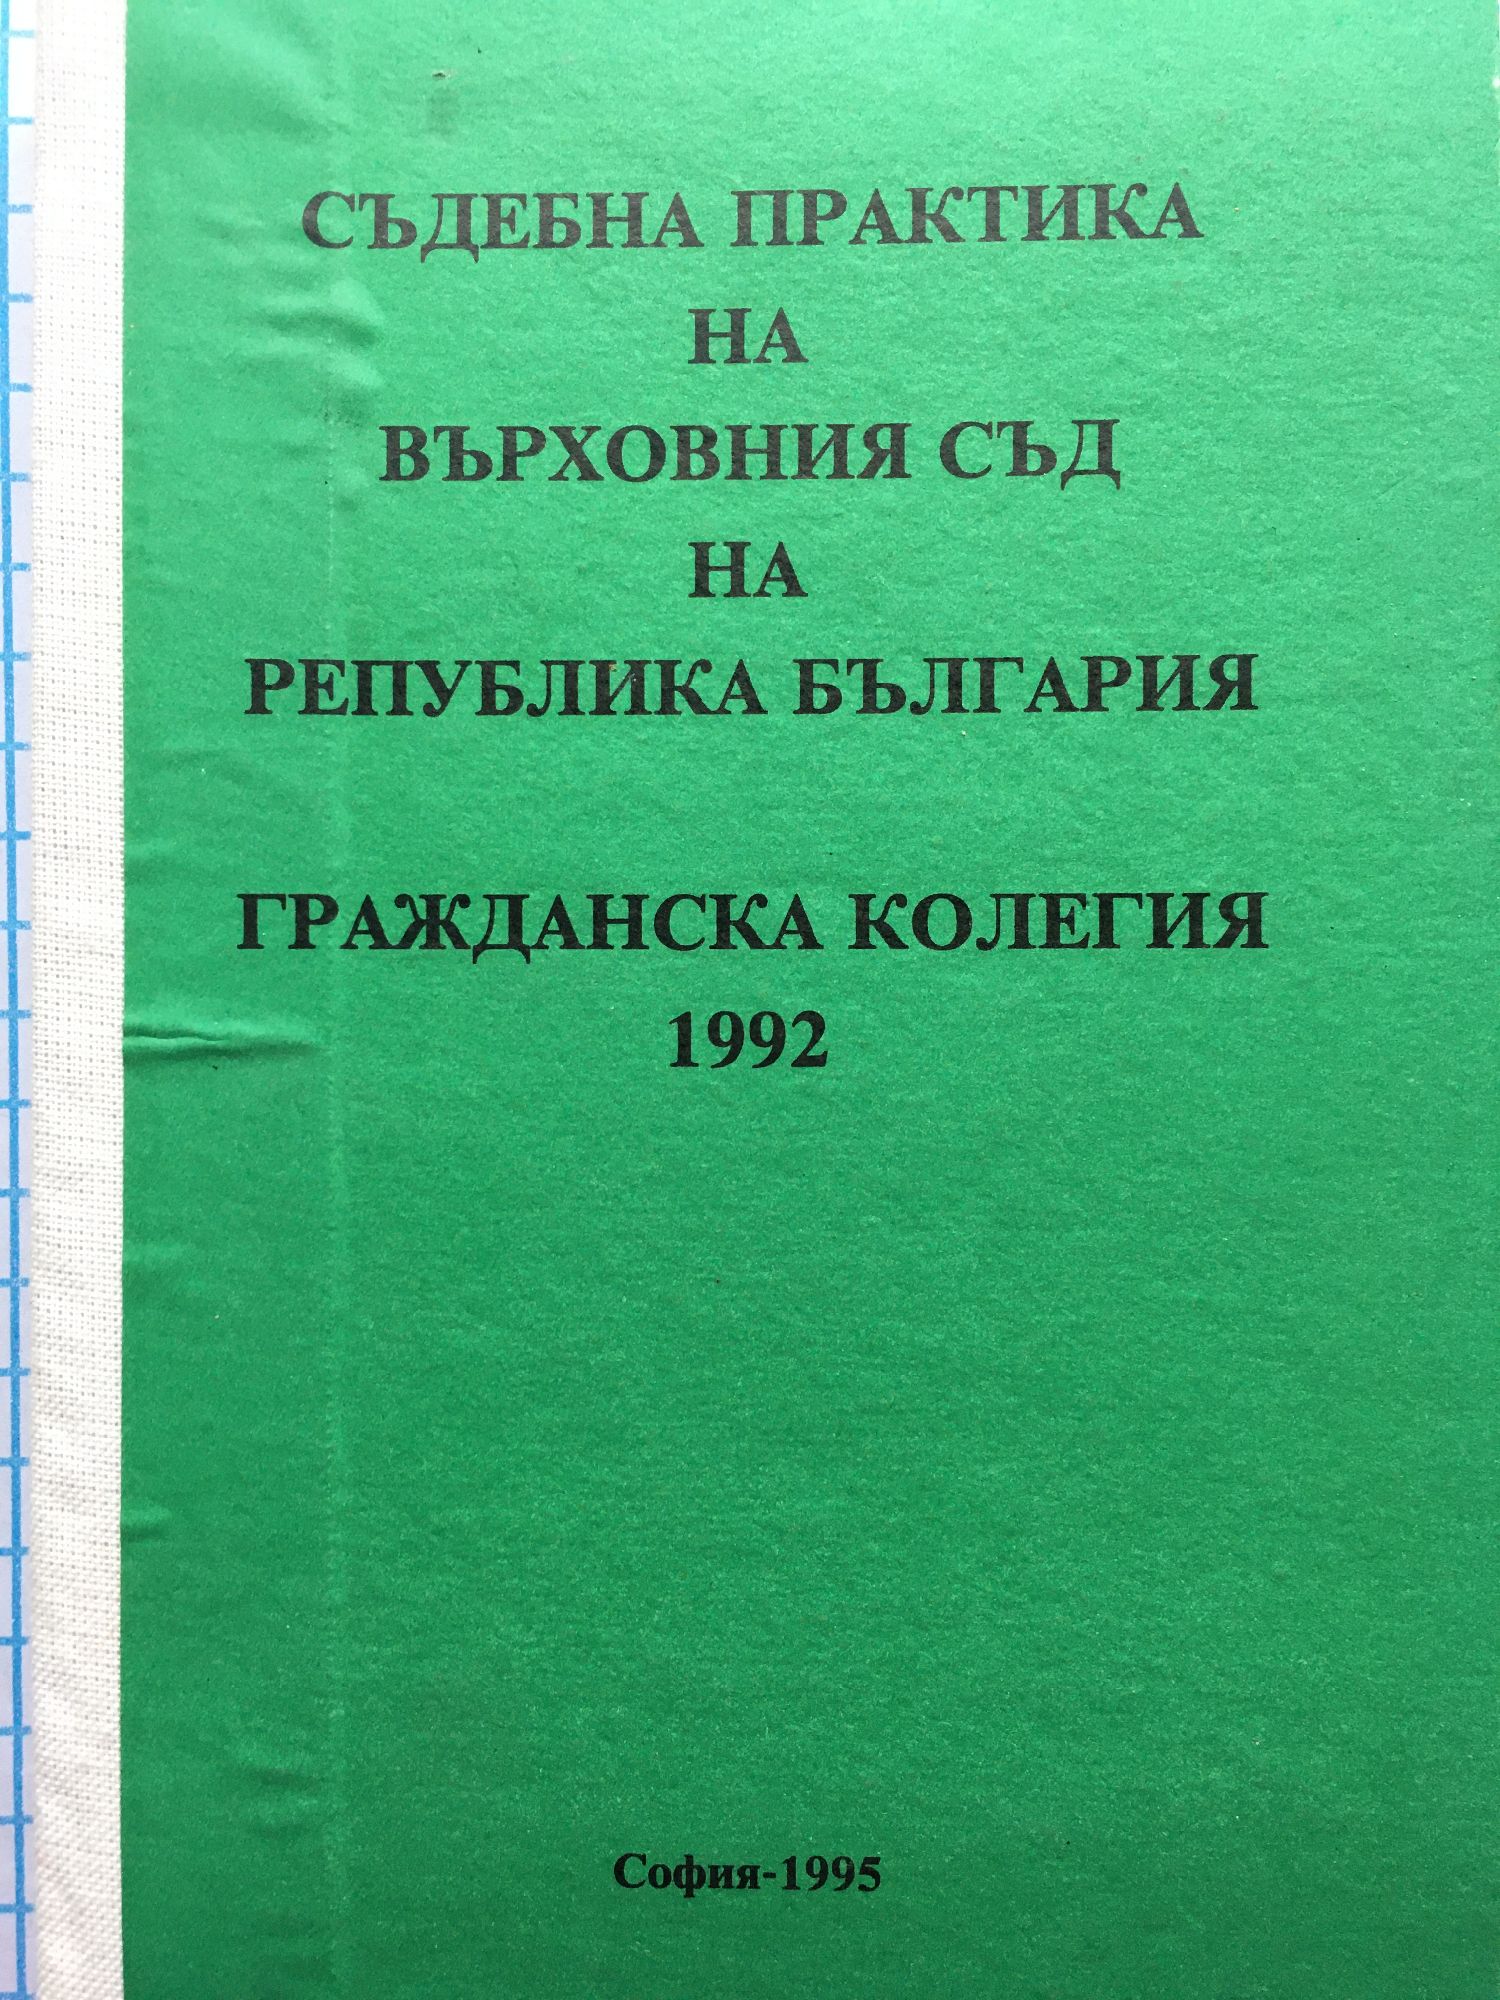 СЪДЕБНА ПРАКТИКА
НА
ВЪРХОВНИЯ СЪД
НА
РЕПУБЛИКА БЪЛГАРИЯ
ГРАЖДАНСКА КОЛЕГИЯ
1992
София-1995